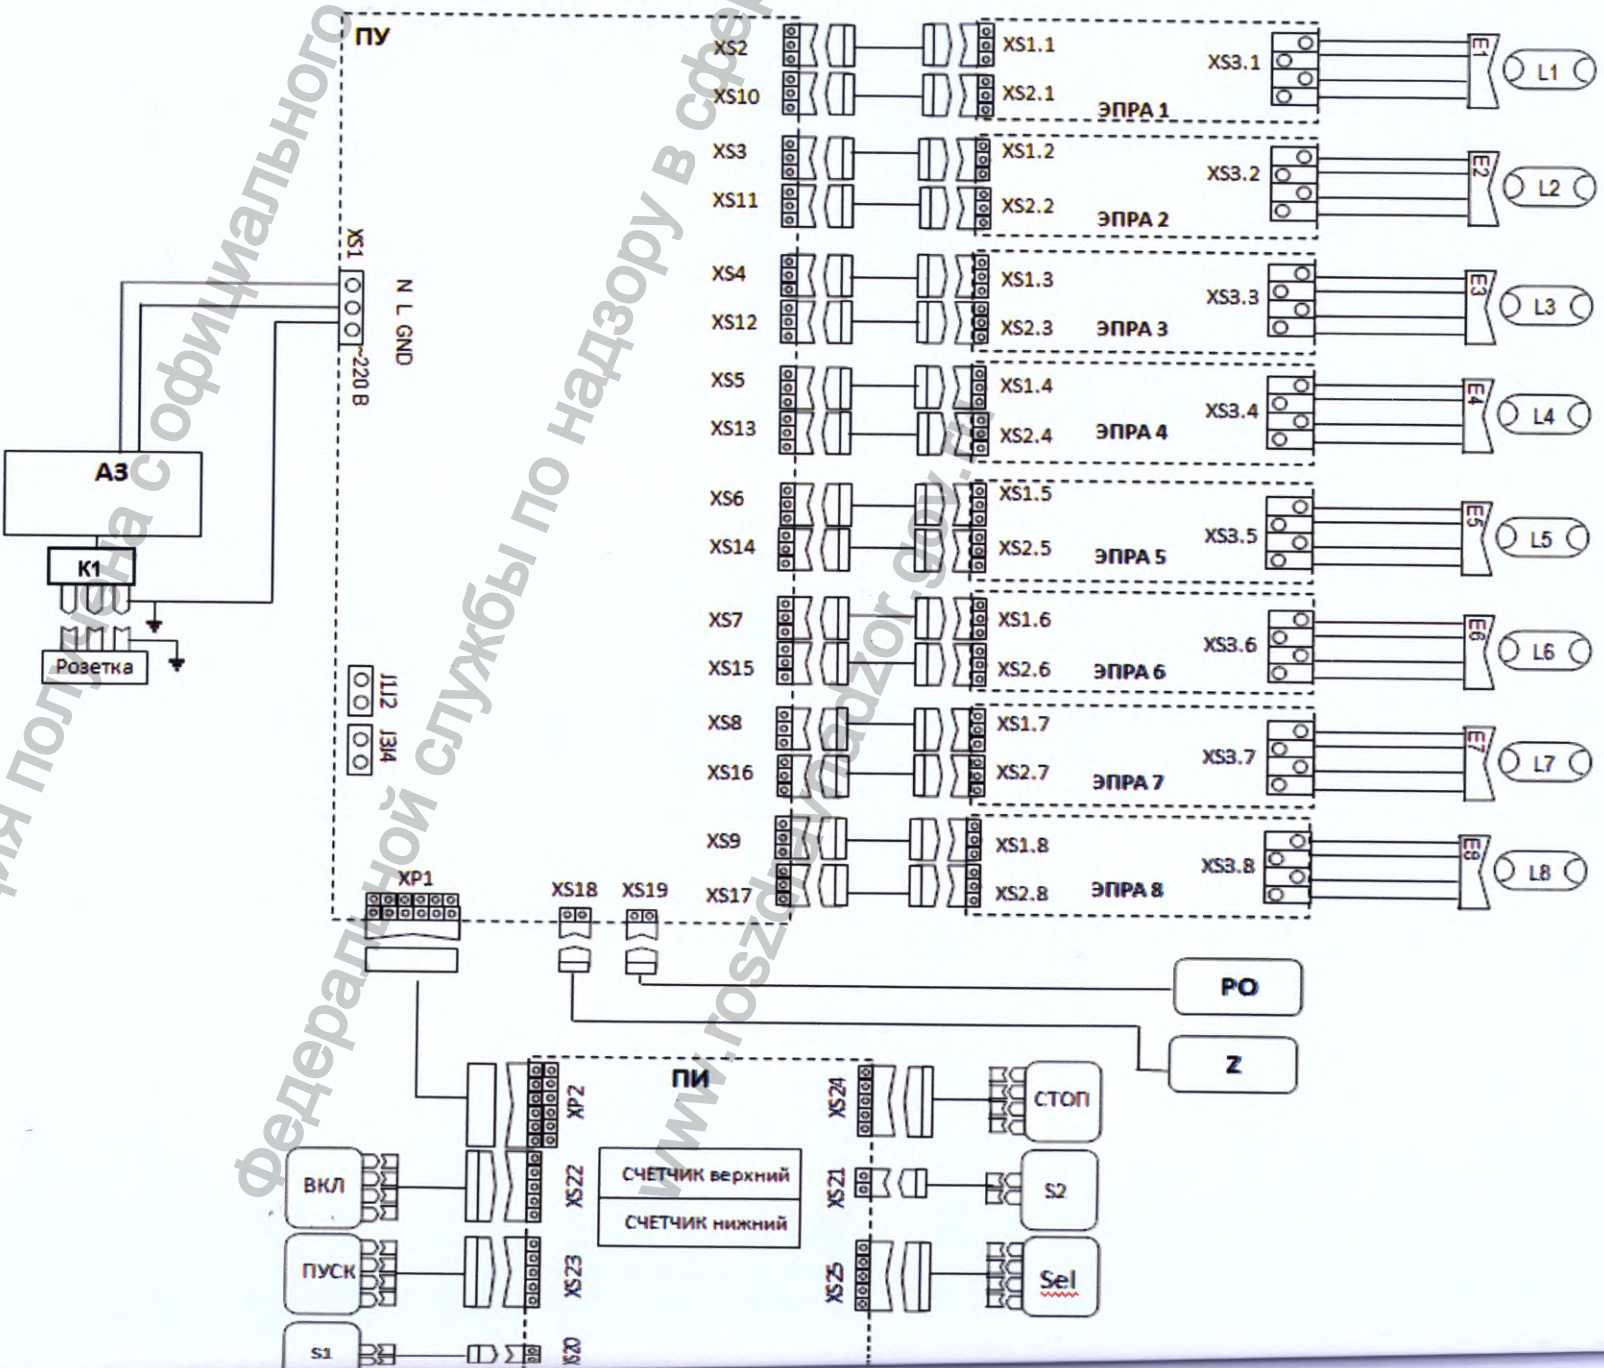 ПУ
XS2
XS1.1
XS3.1
E1
L1
XS10
XS2.1
ЭПРА 1
XS3
XS1.2
XS3.2
E2
L2
XS11
XS2.2
ЭПРА 2
XS4
XS1.3
XS3.3
E3
L3
XS12
XS2.3
ЭПРА 3
XS5
XS1.4
XS3.4
E4
L4
XS13
XS2.4
ЭПРА 4
XS6
XS1.5
XS3.5
E5
L5
XS14
XS2.5
ЭПРА 5
XS7
XS1.6
XS3.6
E6
L6
XS15
XS2.6
ЭПРА 6
XS8
XS1.7
XS3.7
E7
L7
XS16
XS2.7
ЭПРА 7
XS9
XS1.8
XS3.8
E8
L8
XS17
XS2.8
ЭПРА 8
XS1
N L GND
~220 В
АЗ
К1
Розетка
J1J2
J3J4
XP1
XS18
XS19
PO
Z
ПИ
XP2
XS24
СТОП
ВКЛ
XS22
СЧЕТЧИК верхний
СЧЕТЧИК нижний
XS21
S2
ПУСК
XS23
XS25
Sel
S1
XS20
ия получена с официального
Федеральной службы по надзору в сфер
www.roszdravnadzor.gov.ru